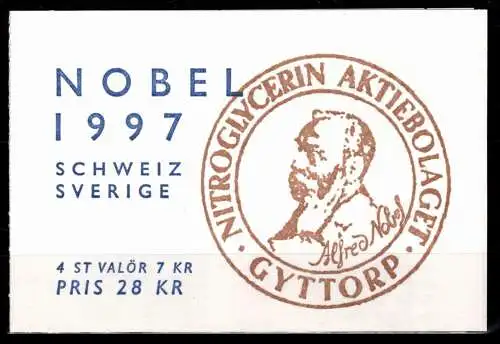 NOBEL
1997
SCHWEIZ
SVERIGE
4 ST VALÖR 7 KR
PRIS 28 KR
NITROGLYCERIN AKTIEBOLAGET ·
· GYTTORP ·
Alfred Nobel